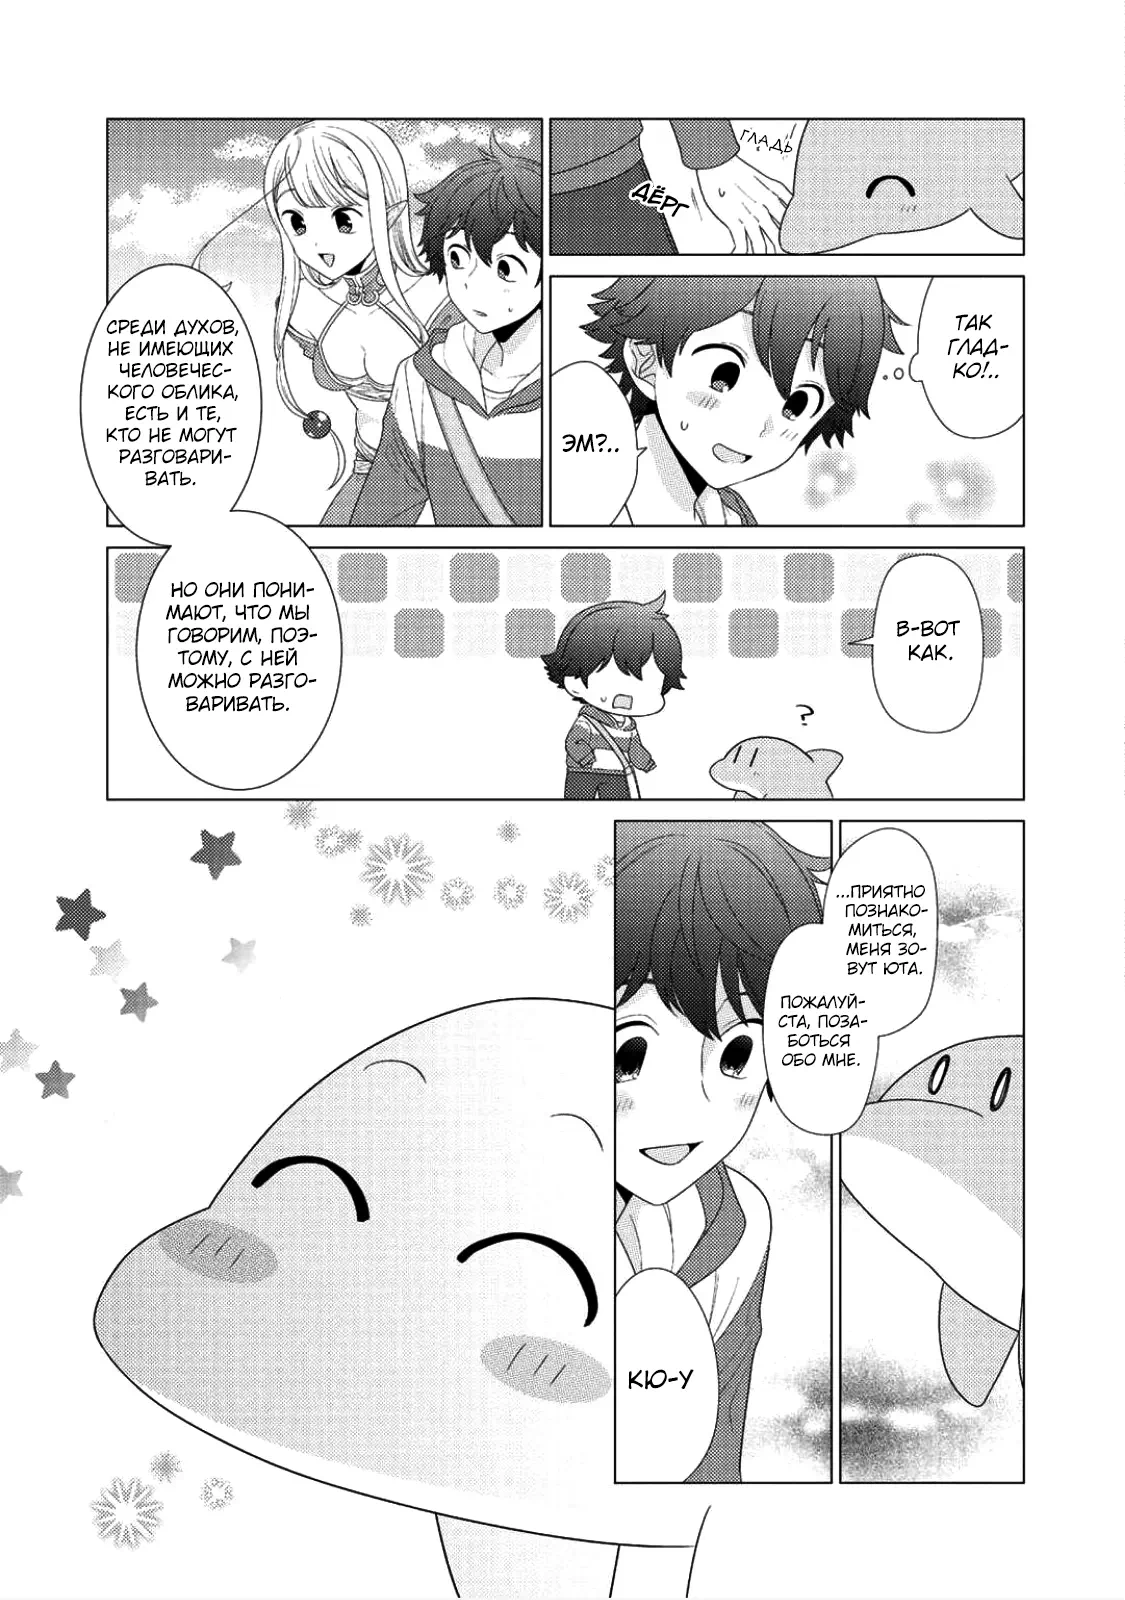 ГЛАДЬ
ДЁРГ
ТАК
ГЛАД-
КО!..
ЭМ?..
СРЕДИ ДУХОВ,
НЕ ИМЕЮЩИХ
ЧЕЛОВЕЧЕС-
КОГО ОБЛИКА,
ЕСТЬ И ТЕ,
КТО НЕ МОГУТ
РАЗГОВАРИ-
ВАТЬ.
НО ОНИ ПОНИ-
МАЮТ, ЧТО МЫ
ГОВОРИМ, ПОЭ-
ТОМУ, С НЕЙ
МОЖНО РАЗГО-
ВАРИВАТЬ.
В-ВОТ
КАК.
?
...ПРИЯТНО
ПОЗНАКО-
МИТЬСЯ,
МЕНЯ ЗО-
ВУТ ЮТА.
ПОЖАЛУЙ-
СТА, ПОЗА-
БОТЬСЯ
ОБО МНЕ.
КЮ-У